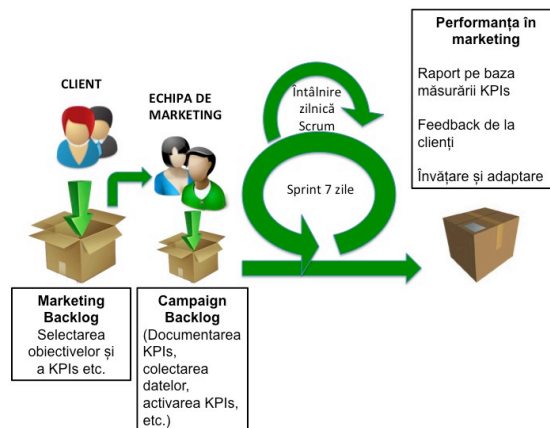 CLIENT
ECHIPA DE
MARKETING
Întâlnire
zilnică
Scrum
Sprint 7 zile
Performanța în
marketing
Raport pe baza
măsurării KPIs
Feedback de la
clienți
Învățare și adaptare
Marketing
Backlog
Selectarea
obiectivelor și
a KPIs etc.
Campaign
Backlog
(Documentarea
KPIs,
colectarea
datelor,
activarea KPIs,
etc.)